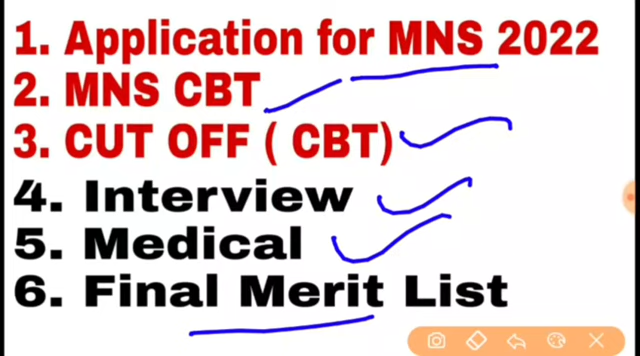 1. Application for MNS 2022
2. MNS CBT
3. CUT OFF ( CBT)
4. Interview
5. Medical
6. Final Merit List